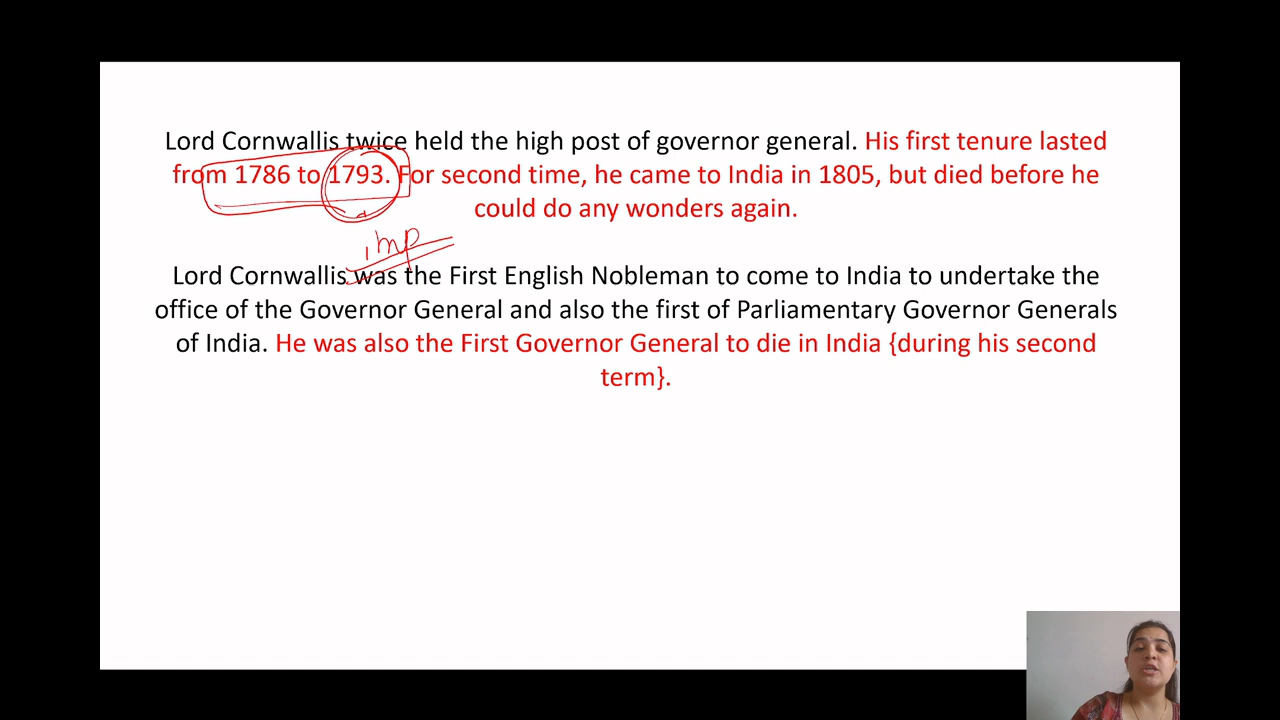 Lord Cornwallis twice held the high post of governor general. His first tenure lasted
from 1786 to 1793. For second time, he came to India in 1805, but died before he
could do any wonders again.
imp
Lord Cornwallis was the First English Nobleman to come to India to undertake the
office of the Governor General and also the first of Parliamentary Governor Generals
of India. He was also the First Governor General to die in India {during his second
term}.